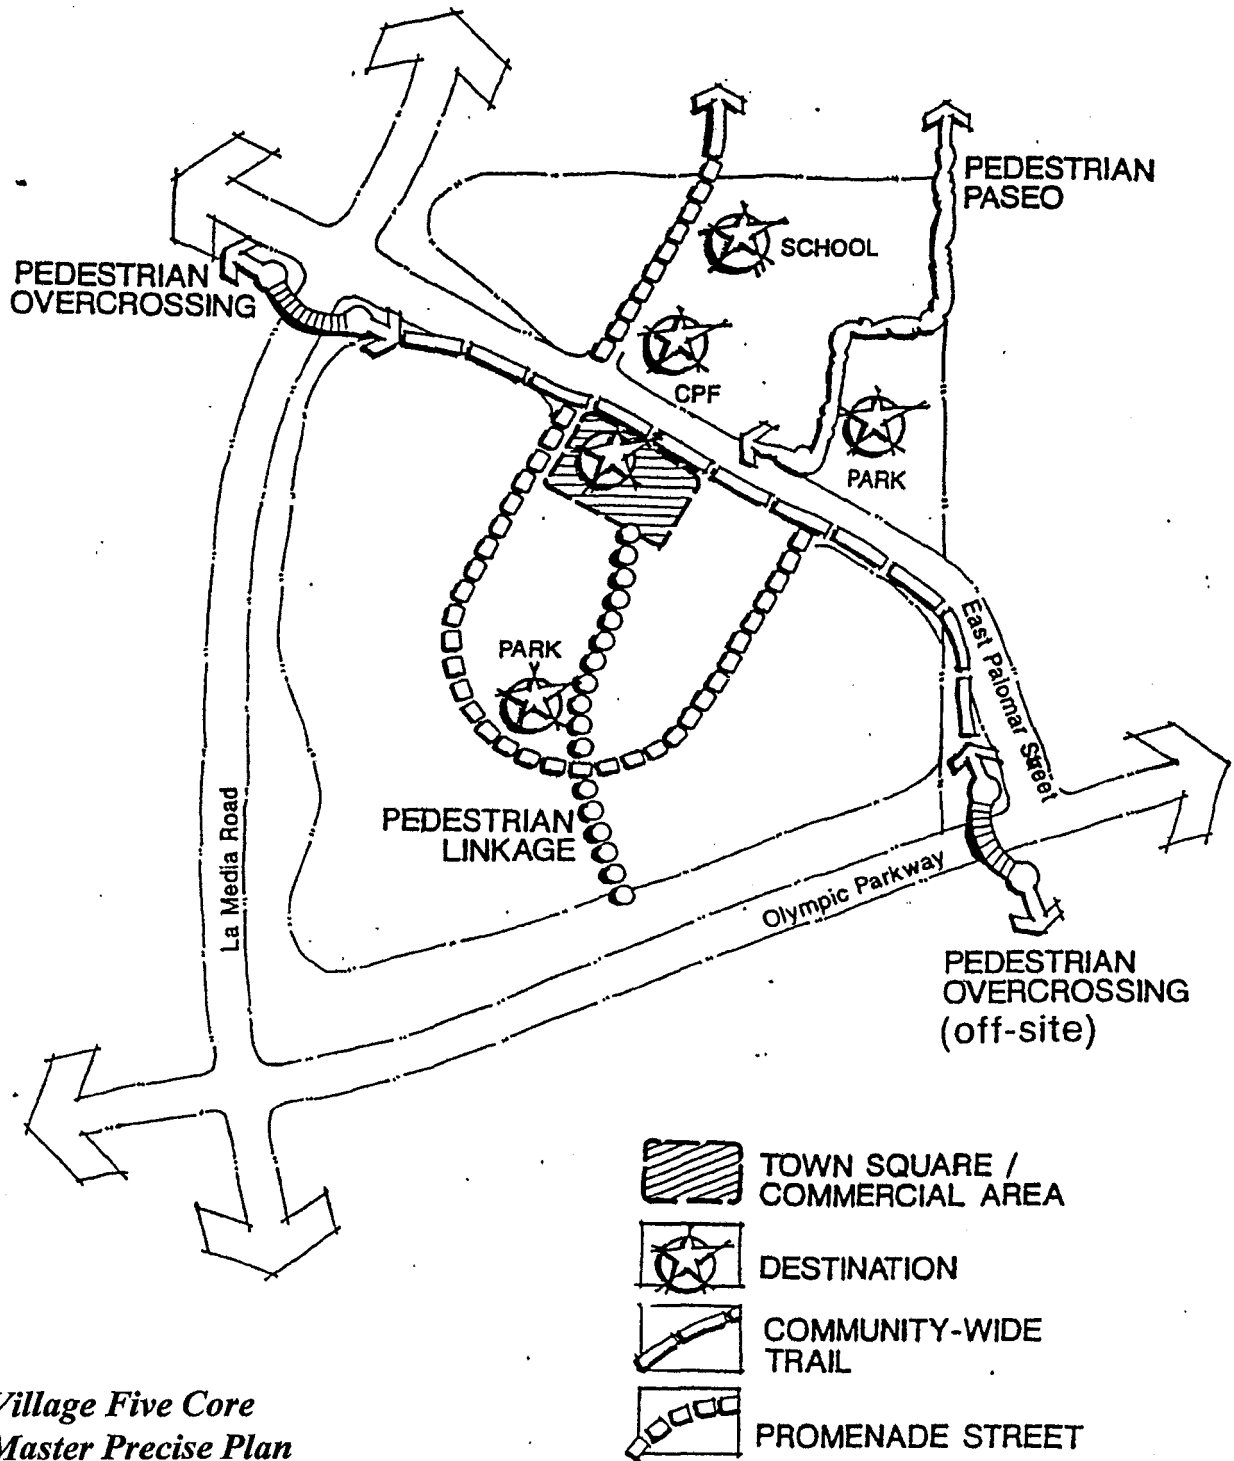 PEDESTRIAN
PASEO
SCHOOL
PEDESTRIAN
OVERCROSSING
CPF
PARK
East Palomar Street
PARK
PEDESTRIAN
LINKAGE
La Media Road
Olympic Parkway
PEDESTRIAN
OVERCROSSING
(off-site)
TOWN SQUARE /
COMMERCIAL AREA
DESTINATION
COMMUNITY-WIDE
TRAIL
PROMENADE STREET
Village Five Core
Master Precise Plan